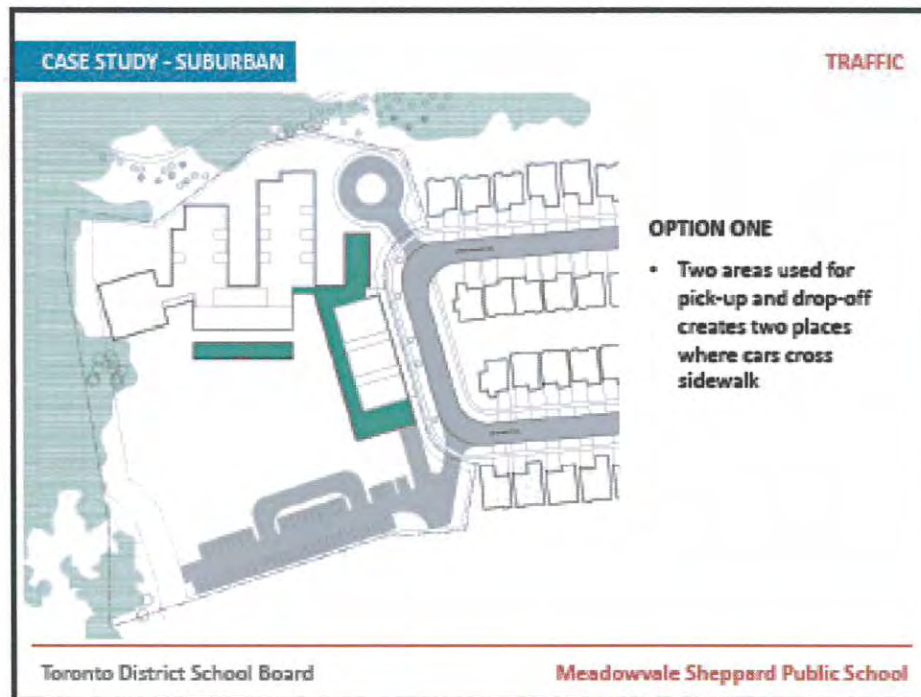 CASE STUDY - SUBURBAN
TRAFFIC
OPTION ONE
• Two areas used for
pick-up and drop-off
creates two places
where cars cross
sidewalk
Toronto District School Board
Meadowvale Sheppard Public School